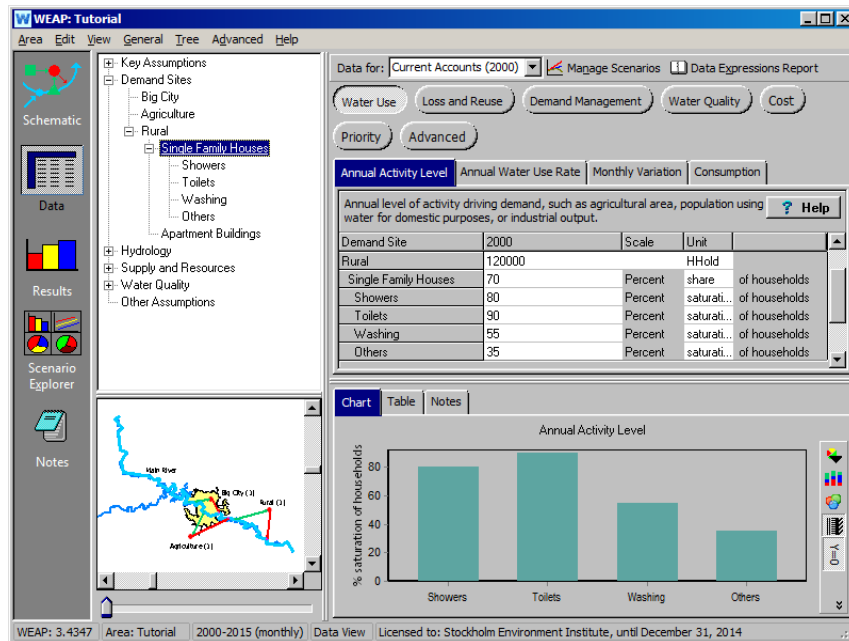 WEAP: Tutorial
Area Edit View General Tree Advanced Help
Schematic
Data
Results
Scenario
Explorer
Notes
Key Assumptions
Demand Sites
Big City
Agriculture
Rural
Single Family Houses
Showers
Toilets
Washing
Others
Apartment Buildings
Hydrology
Supply and Resources
Water Quality
Other Assumptions
Main River
Big City (1)
Rural (1)
Agriculture (1)
Data for: Current Accounts (2000) Manage Scenarios Data Expressions Report
Water Use Loss and Reuse Demand Management Water Quality Cost
Priority Advanced
Annual Activity Level Annual Water Use Rate Monthly Variation Consumption
Annual level of activity driving demand, such as agricultural area, population using
water for domestic purposes, or industrial output.
? Help
Demand Site 2000 Scale Unit
Rural 120000 HHold
Single Family Houses 70 Percent share of households
Showers 80 Percent saturati... of households
Toilets 90 Percent saturati... of households
Washing 55 Percent saturati... of households
Others 35 Percent saturati... of households
Chart Table Notes
Annual Activity Level
% saturation of households
80
60
40
20
0
Showers Toilets Washing Others
Y=0
WEAP: 3.4347 Area: Tutorial 2000-2015 (monthly) Data View Licensed to: Stockholm Environment Institute, until December 31, 2014